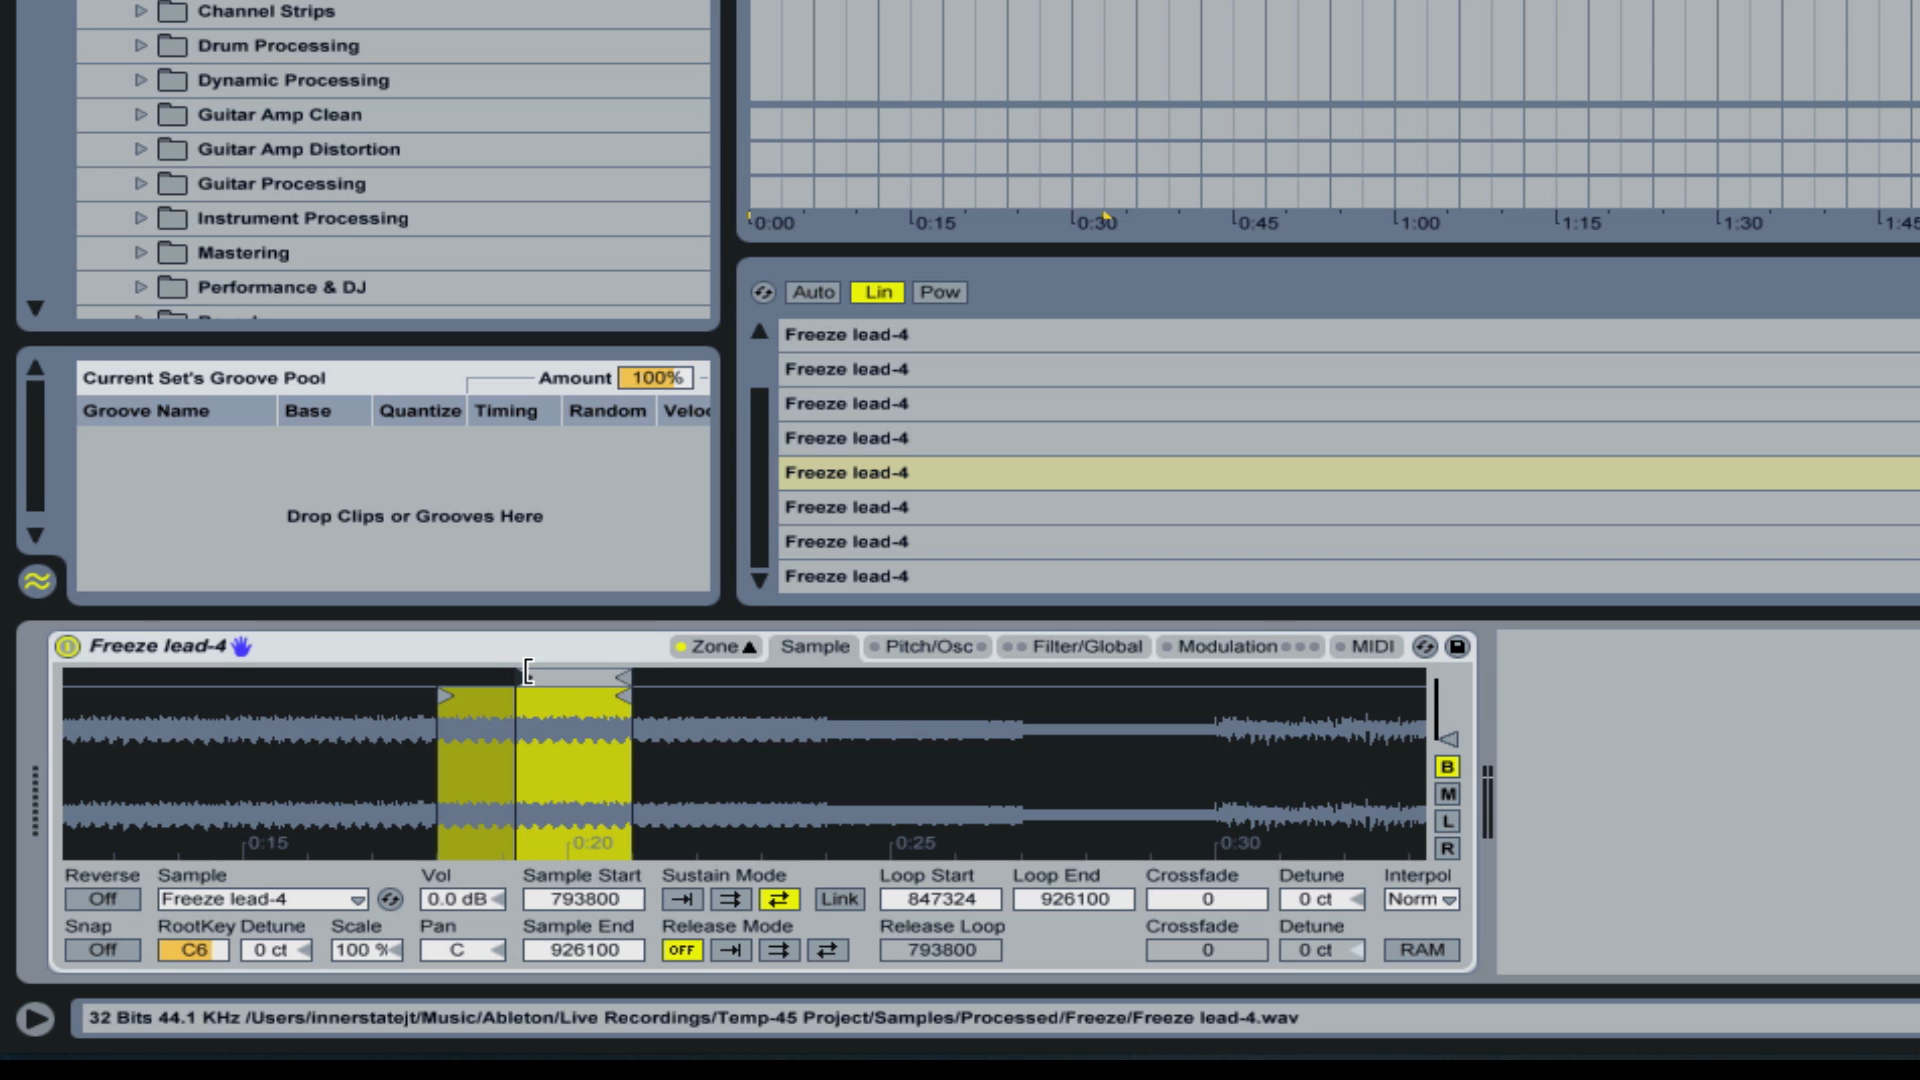 Channel Strips
Drum Processing
Dynamic Processing
Guitar Amp Clean
Guitar Amp Distortion
Guitar Processing
Instrument Processing
Mastering
Performance & DJ
0:00 0:15 0:30 0:45 1:00 1:15 1:30 1:45
Auto Lin Pow
Freeze lead-4
Freeze lead-4
Freeze lead-4
Freeze lead-4
Freeze lead-4
Freeze lead-4
Freeze lead-4
Freeze lead-4
Current Set's Groove Pool Amount 100%
Groove Name Base Quantize Timing Random
Drop Clips or Grooves Here
Freeze lead-4 Zone Sample Pitch/Osc Filter/Global Modulation MIDI
B
M
L
R
0:15 0:20 0:25 0:30
Reverse Sample Vol Sample Start Sustain Mode Loop Start Loop End Crossfade Detune Interpol
Off Freeze lead-4 0.0 dB 793800 Link 847324 926100 0 0 ct Norm
Snap RootKey Detune Scale Pan Sample End Release Mode Release Loop Crossfade Detune
Off C6 0 ct 100 % C 926100 OFF 793800 0 0 ct RAM
32 Bits 44.1 KHz /Users/innerstatejt/Music/Ableton/Live Recordings/Temp-45 Project/Samples/Processed/Freeze/Freeze lead-4.wav